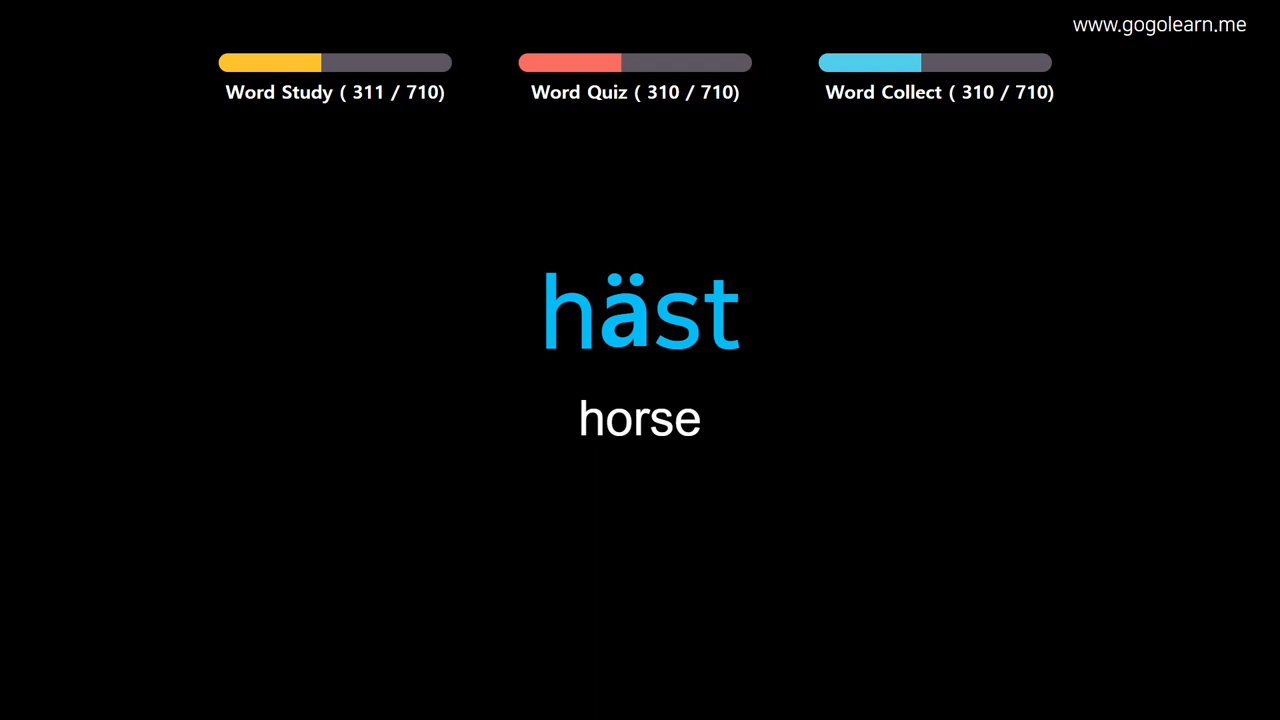 www.gogolearn.me
Word Study ( 311 / 710)
Word Quiz ( 310 / 710)
Word Collect ( 310 / 710)
häst
horse